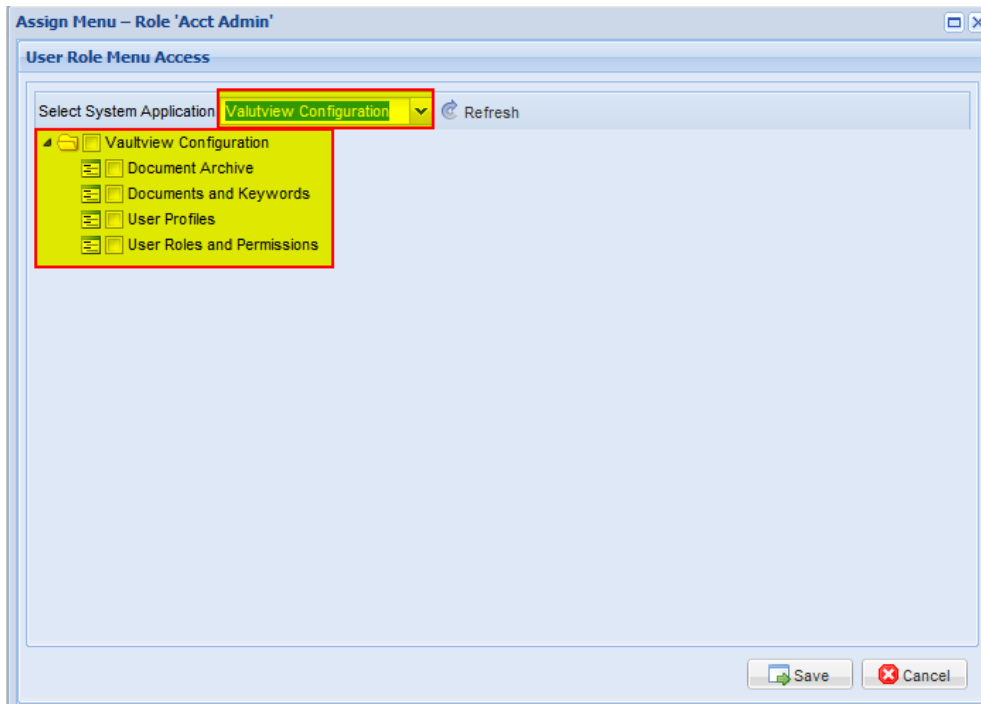 Assign Menu – Role 'Acct Admin'
User Role Menu Access
Select System Application Valutview Configuration Refresh
Vaultview Configuration
Document Archive
Documents and Keywords
User Profiles
User Roles and Permissions
Save Cancel